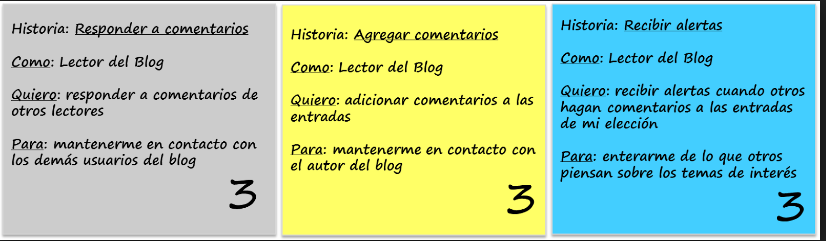 Historia: Responder a comentarios
Como: Lector del Blog
Quiero: responder a comentarios de
otros lectores
Para: mantenerme en contacto con
los demás usuarios del blog
3
Historia: Agregar comentarios
Como: Lector del Blog
Quiero: adicionar comentarios a las
entradas
Para: mantenerme en contacto con
el autor del blog
3
Historia: Recibir alertas
Como: Lector del Blog
Quiero: recibir alertas cuando otros
hagan comentarios a las entradas
de mi elección
Para: enterarme de lo que otros
piensan sobre los temas de interés
3